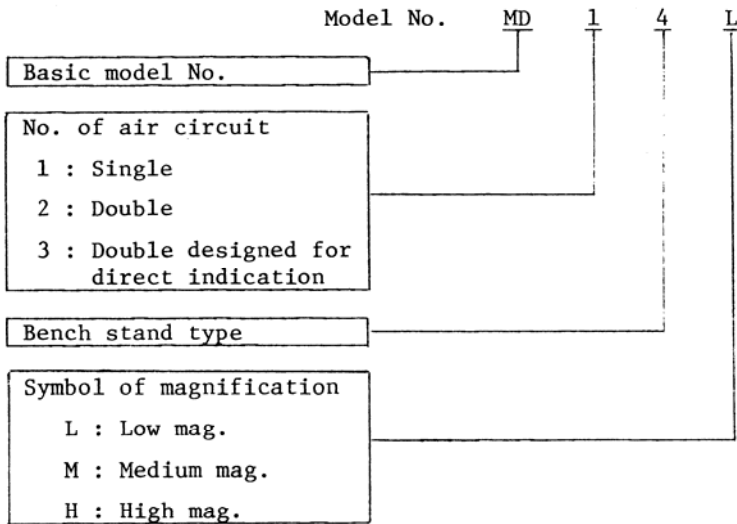 Model No. MD 1 4 L
Basic model No.
No. of air circuit
1 : Single
2 : Double
3 : Double designed for
direct indication
Bench stand type
Symbol of magnification
L : Low mag.
M : Medium mag.
H : High mag.